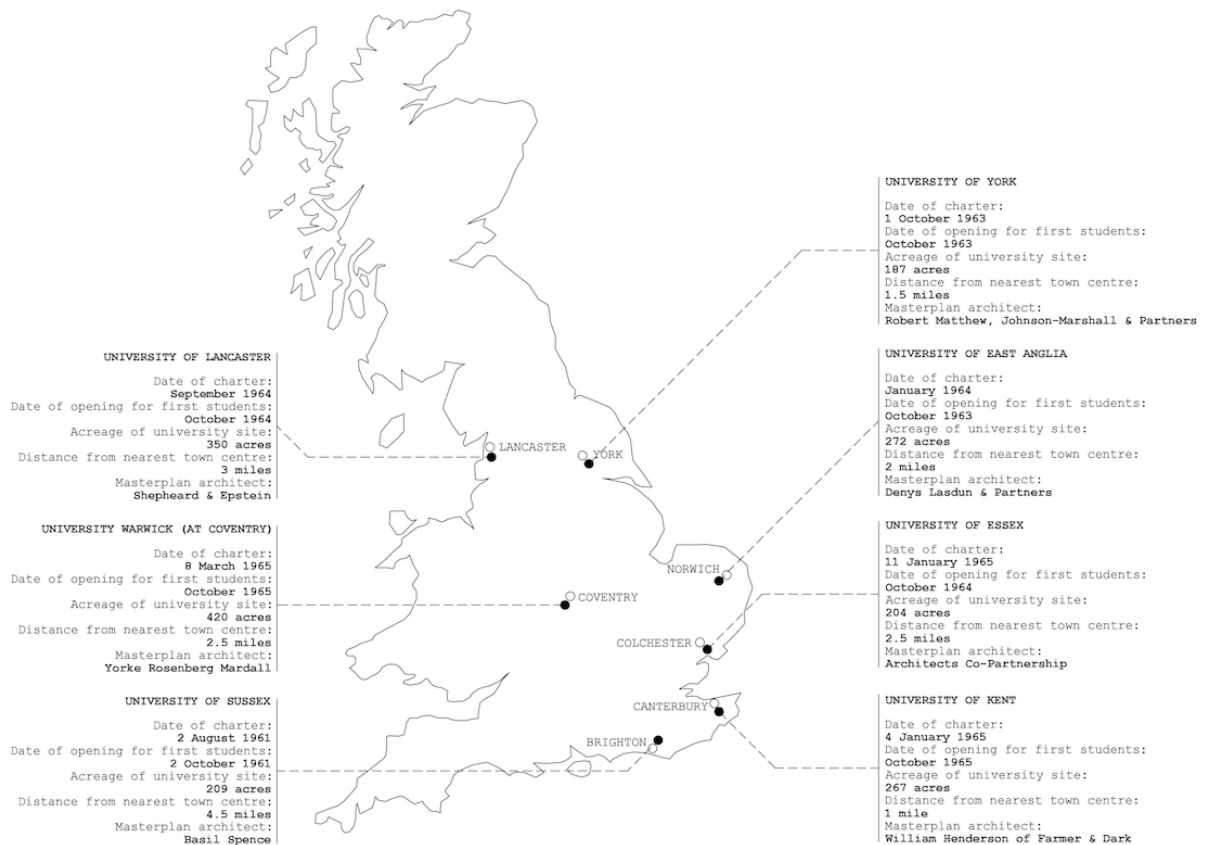 UNIVERSITY OF YORK
Date of charter:
1 October 1963
Date of opening for first students:
October 1963
Acreage of university site:
187 acres
Distance from nearest town centre:
1.5 miles
Masterplan architect:
Robert Matthew, Johnson-Marshall & Partners
UNIVERSITY OF LANCASTER
Date of charter:
September 1964
Date of opening for first students:
October 1964
Acreage of university site:
350 acres
Distance from nearest town centre:
3 miles
Masterplan architect:
Shepheard & Epstein
UNIVERSITY OF EAST ANGLIA
Date of charter:
January 1964
Date of opening for first students:
October 1963
Acreage of university site:
272 acres
Distance from nearest town centre:
2 miles
Masterplan architect:
Denys Lasdun & Partners
LANCASTER
YORK
UNIVERSITY WARWICK (AT COVENTRY)
Date of charter:
8 March 1965
Date of opening for first students:
October 1965
Acreage of university site:
420 acres
Distance from nearest town centre:
2.5 miles
Masterplan architect:
Yorke Rosenberg Mardall
NORWICH
COVENTRY
COLCHESTER
UNIVERSITY OF ESSEX
Date of charter:
11 January 1965
Date of opening for first students:
October 1964
Acreage of university site:
204 acres
Distance from nearest town centre:
2.5 miles
Masterplan architect:
Architects Co-Partnership
UNIVERSITY OF SUSSEX
Date of charter:
2 August 1961
Date of opening for first students:
2 October 1961
Acreage of university site:
209 acres
Distance from nearest town centre:
4.5 miles
Masterplan architect:
Basil Spence
CANTERBURY
BRIGHTON
UNIVERSITY OF KENT
Date of charter:
4 January 1965
Date of opening for first students:
October 1965
Acreage of university site:
267 acres
Distance from nearest town centre:
1 mile
Masterplan architect:
William Henderson of Farmer & Dark